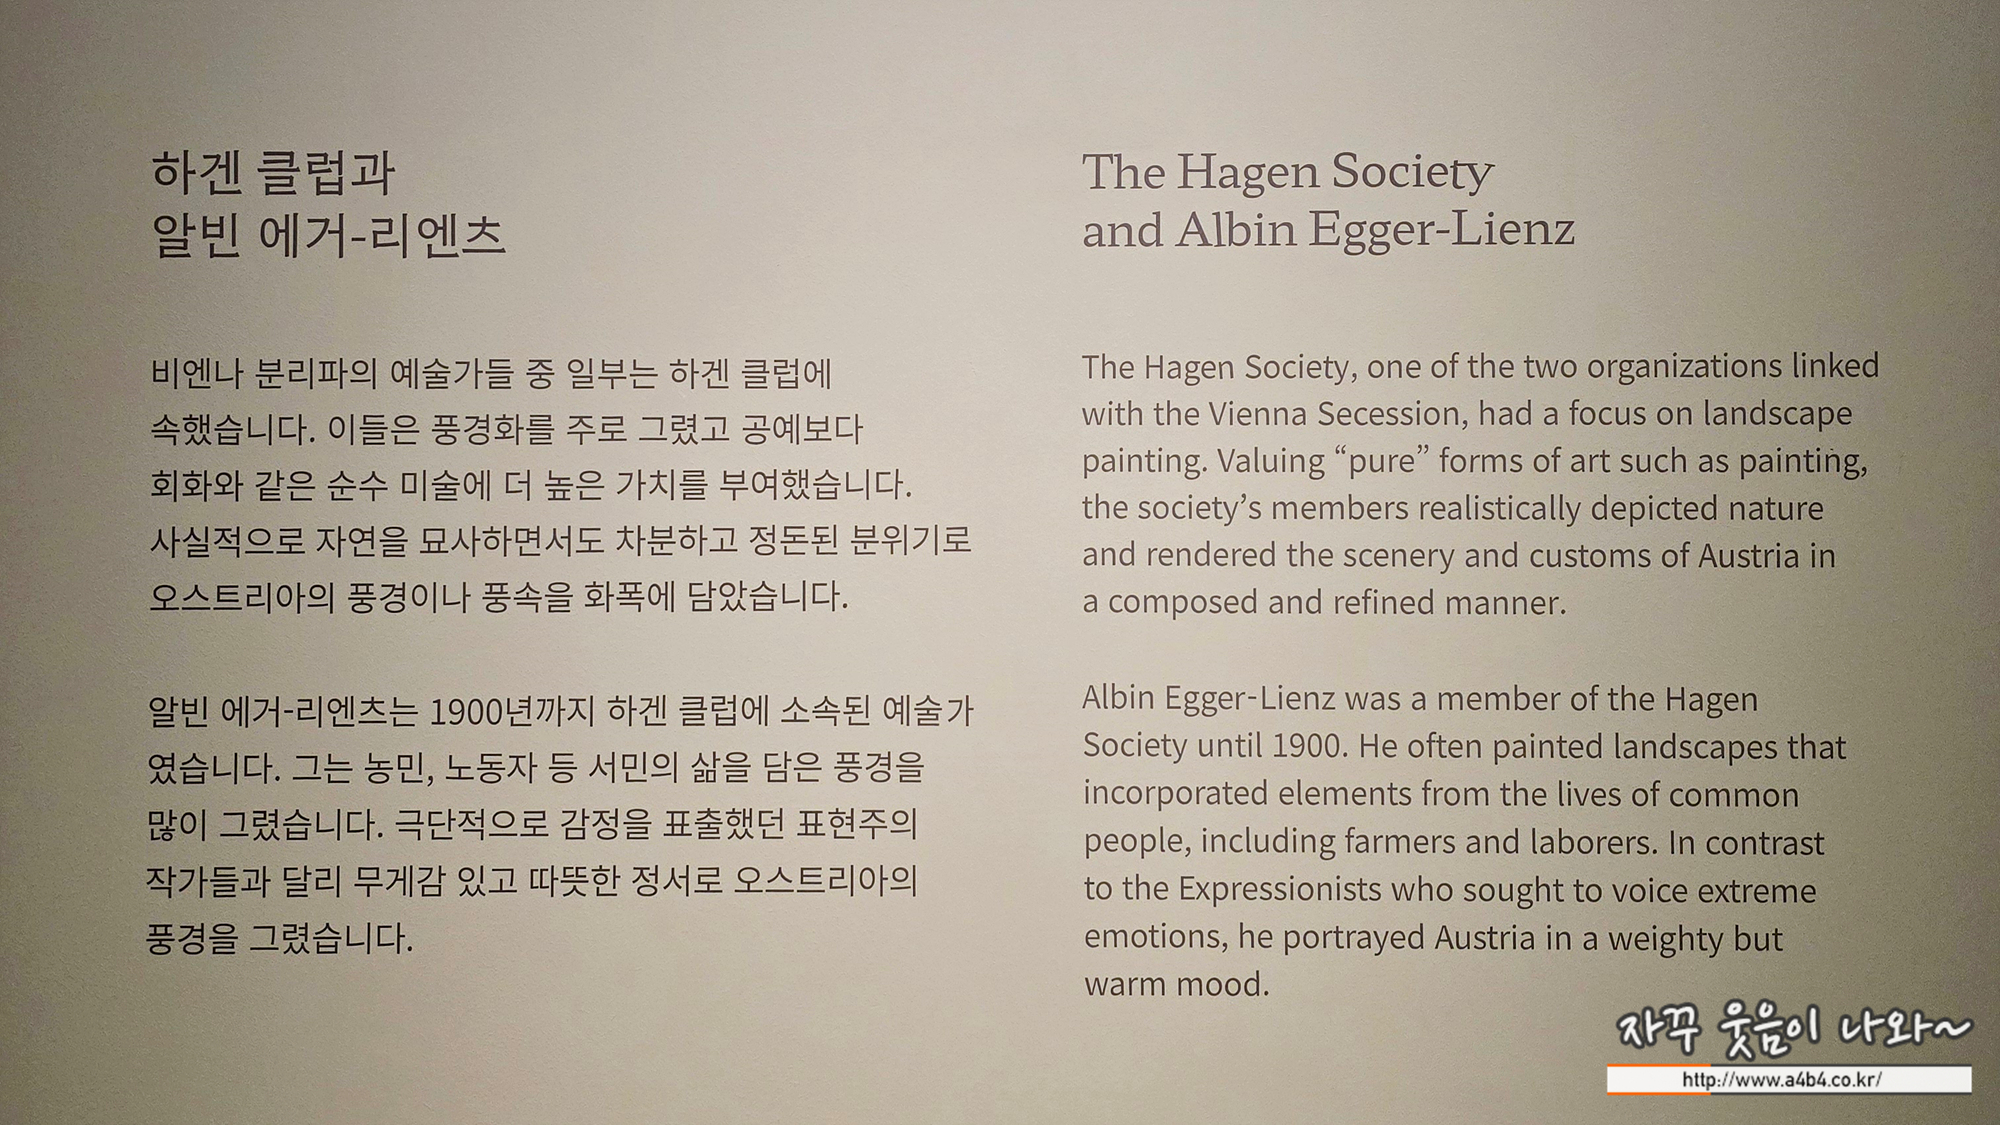 하겐 클럽과
알빈 에거-리엔츠
비엔나 분리파의 예술가들 중 일부는 하겐 클럽에
속했습니다. 이들은 풍경화를 주로 그렸고 공예보다
회화와 같은 순수 미술에 더 높은 가치를 부여했습니다.
사실적으로 자연을 묘사하면서도 차분하고 정돈된 분위기로
오스트리아의 풍경이나 풍속을 화폭에 담았습니다.
알빈 에거-리엔츠는 1900년까지 하겐 클럽에 소속된 예술가
였습니다. 그는 농민, 노동자 등 서민의 삶을 담은 풍경을
많이 그렸습니다. 극단적으로 감정을 표출했던 표현주의
작가들과 달리 무게감 있고 따뜻한 정서로 오스트리아의
풍경을 그렸습니다.
The Hagen Society
and Albin Egger-Lienz
The Hagen Society, one of the two organizations linked
with the Vienna Secession, had a focus on landscape
painting. Valuing “pure” forms of art such as painting,
the society’s members realistically depicted nature
and rendered the scenery and customs of Austria in
a composed and refined manner.
Albin Egger-Lienz was a member of the Hagen
Society until 1900. He often painted landscapes that
incorporated elements from the lives of common
people, including farmers and laborers. In contrast
to the Expressionists who sought to voice extreme
emotions, he portrayed Austria in a weighty but
warm mood.
자꾸 웃음이 나와~
http://www.a4b4.co.kr/